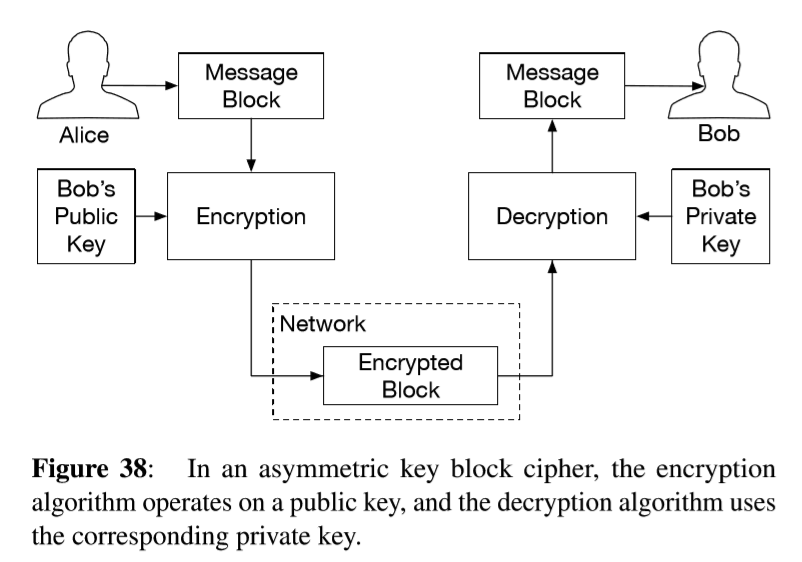 Message
Block
Alice
Bob's
Public
Key
Encryption
Network
Encrypted
Block
Message
Block
Bob
Decryption
Bob's
Private
Key
Figure 38: In an asymmetric key block cipher, the encryption
algorithm operates on a public key, and the decryption algorithm uses
the corresponding private key.